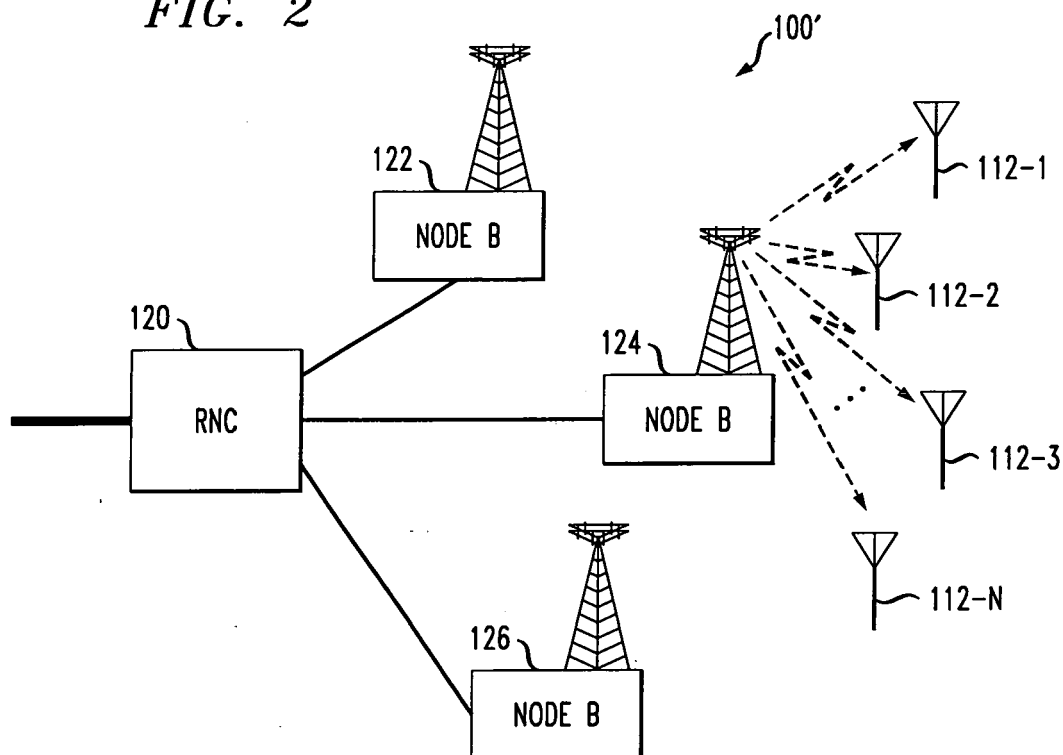 FIG. 2
100'
122
NODE B
112-1
112-2
120
RNC
124
NODE B
112-3
112-N
126
NODE B